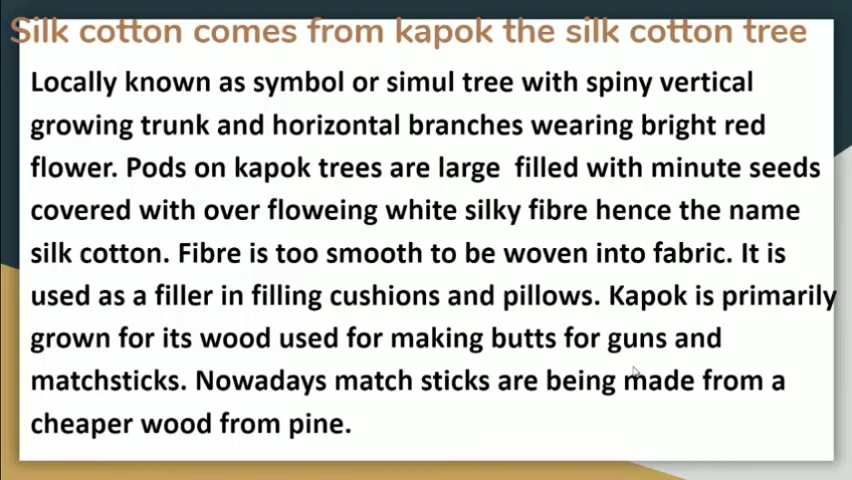 Silk cotton comes from kapok the silk cotton tree
Locally known as symbol or simul tree with spiny vertical
growing trunk and horizontal branches wearing bright red
flower. Pods on kapok trees are large filled with minute seeds
covered with over floweing white silky fibre hence the name
silk cotton. Fibre is too smooth to be woven into fabric. It is
used as a filler in filling cushions and pillows. Kapok is primarily
grown for its wood used for making butts for guns and
matchsticks. Nowadays match sticks are being made from a
cheaper wood from pine.